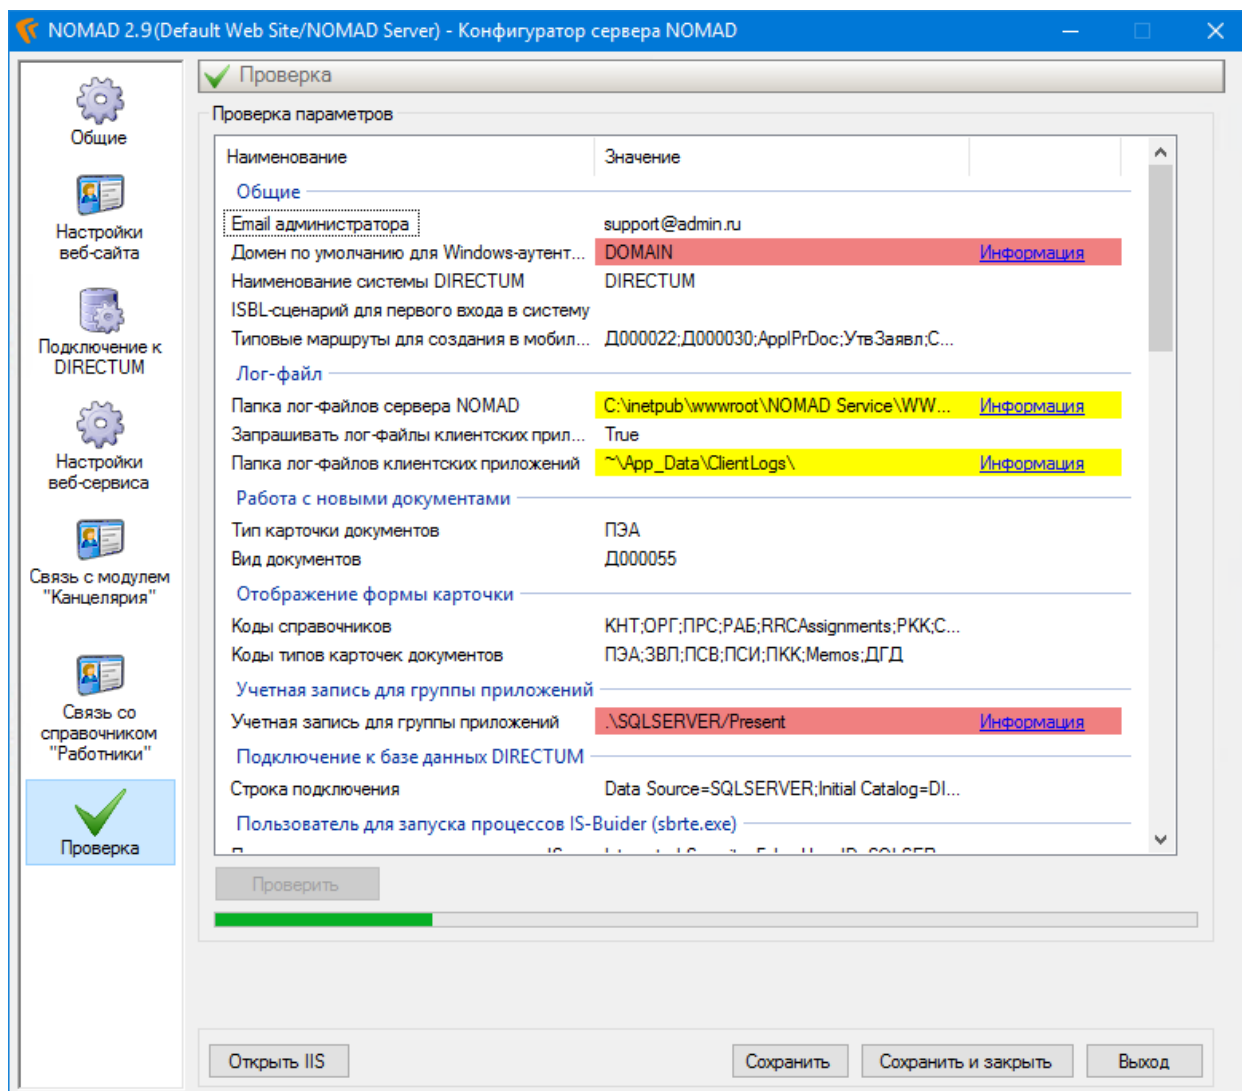 NOMAD 2.9(Default Web Site/NOMAD Server) - Конфигуратор сервера NOMAD
Общие
Настройки
веб-сайта
Подключение к
DIRECTUM
Настройки
веб-сервиса
Связь с модулем
"Канцелярия"
Связь со
справочником
"Работники"
Проверка
Проверка
Проверка параметров
Наименование Значение
Общие
Email администратора support@admin.ru
Домен по умолчанию для Windows-аутент... DOMAIN Информация
Наименование системы DIRECTUM DIRECTUM
ISBL-сценарий для первого входа в систему
Типовые маршруты для создания в мобил... Д000022;Д000030;ApplPrDoc;УтвЗаявл;С...
Лог-файл
Папка лог-файлов сервера NOMAD C:\inetpub\wwwroot\NOMAD Service\WW... Информация
Запрашивать лог-файлы клиентских прил... True
Папка лог-файлов клиентских приложений ~\App_Data\ClientLogs\ Информация
Работа с новыми документами
Тип карточки документов ПЭА
Вид документов Д000055
Отображение формы карточки
Коды справочников КНТ;ОРГ;ПРС;РАБ;RRCAssignments;РКК;С...
Коды типов карточек документов ПЭА;ЗВЛ;ПСВ;ПСИ;ПКК;Memos;ДГД
Учетная запись для группы приложений
Учетная запись для группы приложений .\SQLSERVER/Present Информация
Подключение к базе данных DIRECTUM
Строка подключения Data Source=SQLSERVER;Initial Catalog=DI...
Пользователь для запуска процессов IS-Buider (sbrte.exe)
Проверить
Открыть IIS Сохранить Сохранить и закрыть Выход